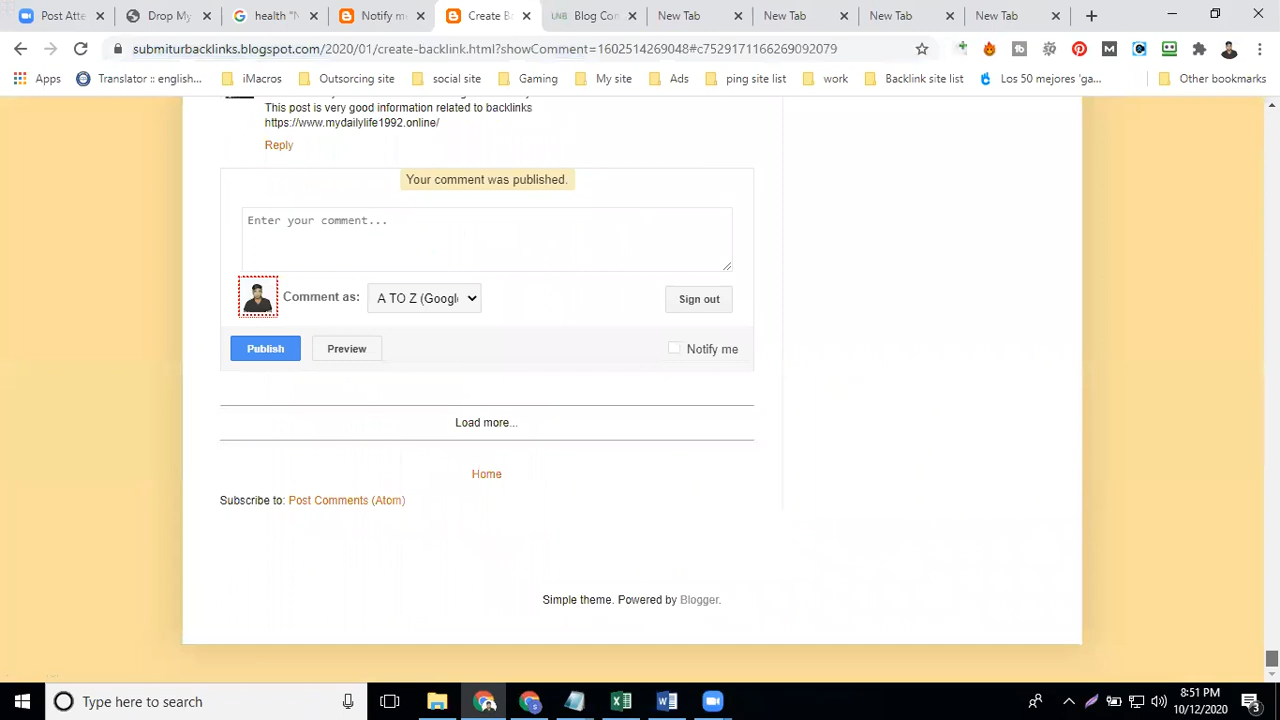 Post Atte
Drop M
health "N
Notify me
Create Ba
Blog Com
New Tab
New Tab
New Tab
New Tab
submiturbacklinks.blogspot.com/2020/01/create-backlink.html?showComment=1602514269048#c7529171166269092079
Apps
Translator :: english...
iMacros
Outsorcing site
social site
Gaming
My site
Ads
ping site list
work
Backlink site list
Los 50 mejores 'ga...
Other bookmarks
This post is very good information related to backlinks
https://www.mydailylife1992.online/
Reply
Your comment was published.
Enter your comment...
Comment as:
A TO Z (Googl
Sign out
Publish
Preview
Notify me
Load more...
Home
Subscribe to: Post Comments (Atom)
Simple theme. Powered by Blogger.
Type here to search
8:51 PM
10/12/2020
3